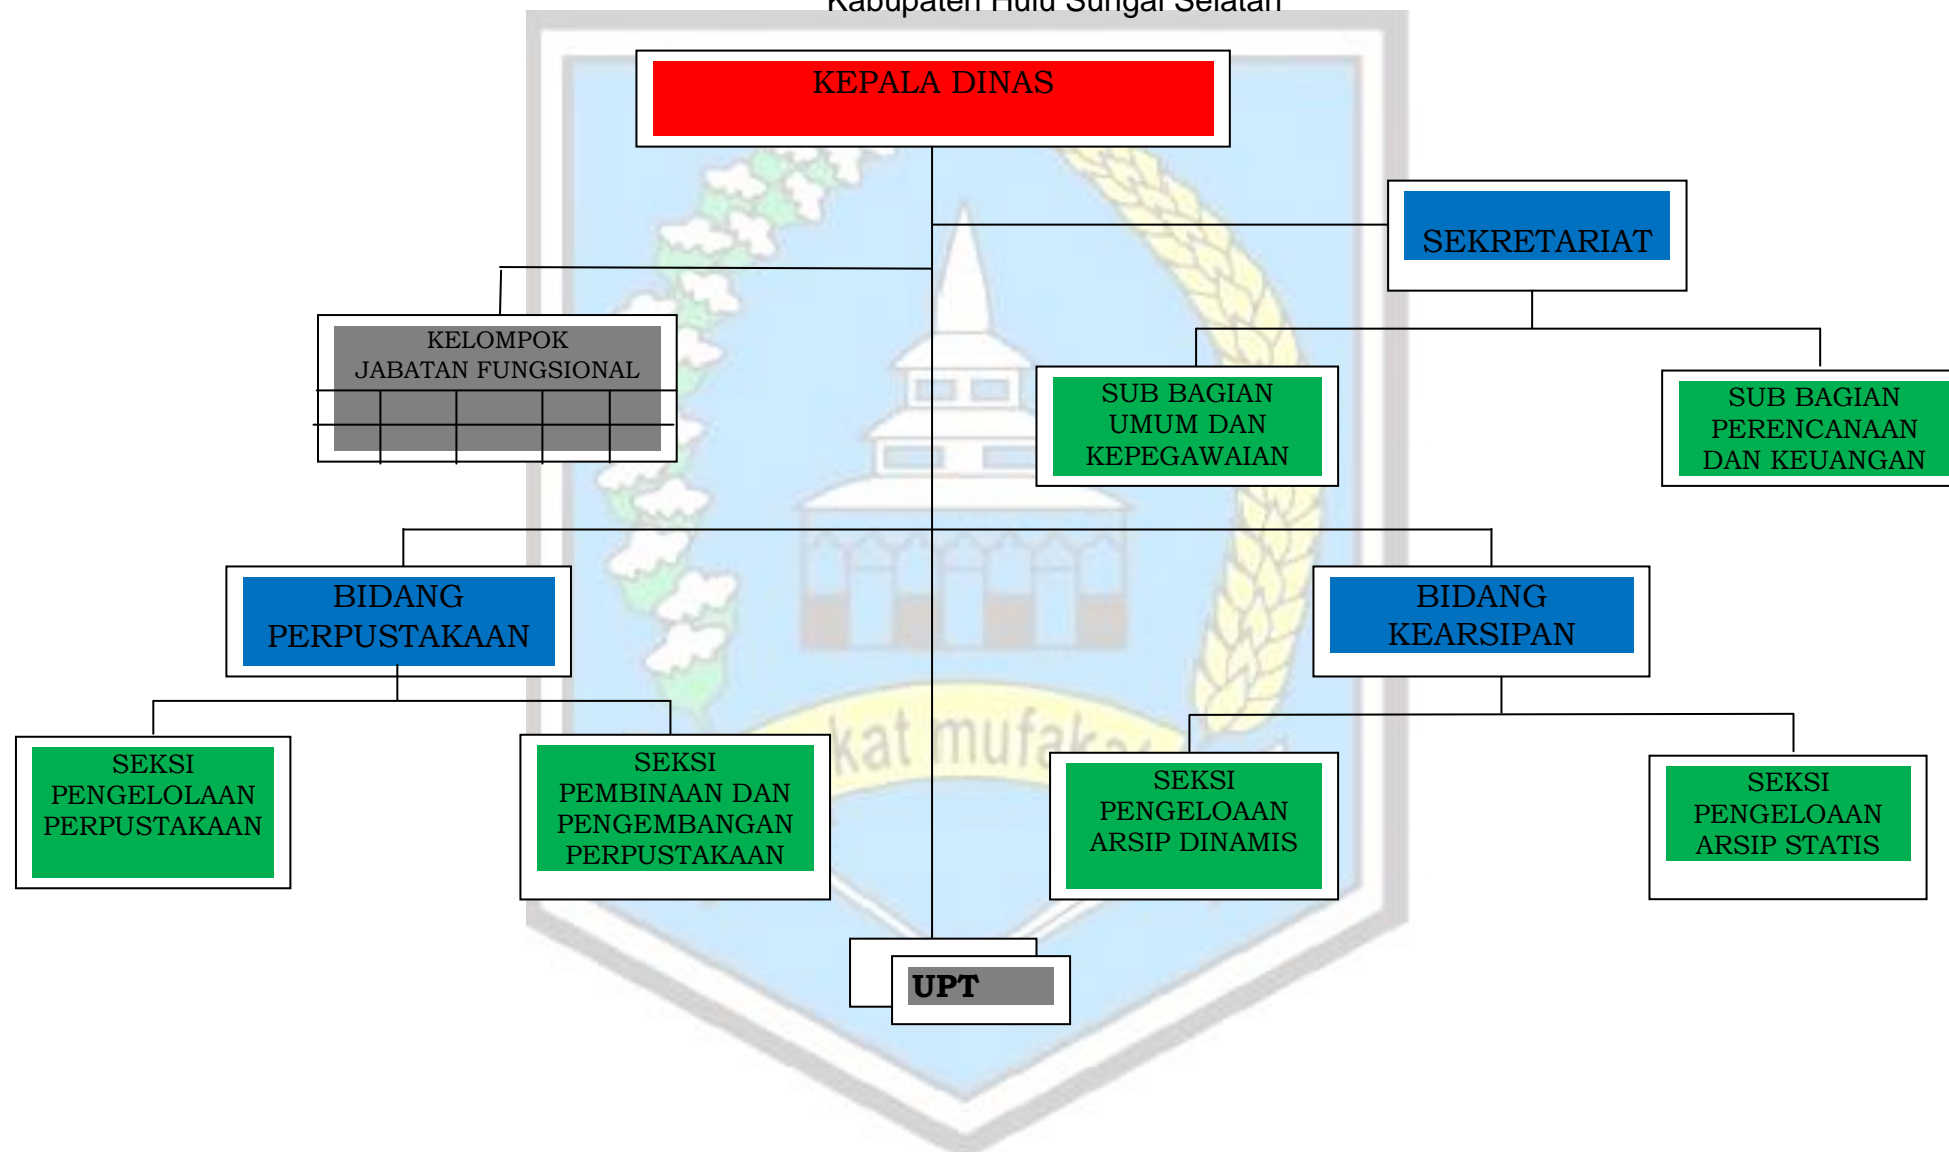 Kabupaten Hulu Sungai Selatan
KEPALA DINAS
SEKRETARIAT
KELOMPOK
JABATAN FUNGSIONAL
SUB BAGIAN
UMUM DAN
KEPEGAWAIAN
SUB BAGIAN
PERENCANAAN
DAN KEUANGAN
BIDANG
PERPUSTAKAAN
BIDANG
KEARSIPAN
SEKSI
PENGELOLAAN
PERPUSTAKAAN
SEKSI
PEMBINAAN DAN
PENGEMBANGAN
PERPUSTAKAAN
SEKSI
PENGELOAAN
ARSIP DINAMIS
SEKSI
PENGELOAAN
ARSIP STATIS
UPT